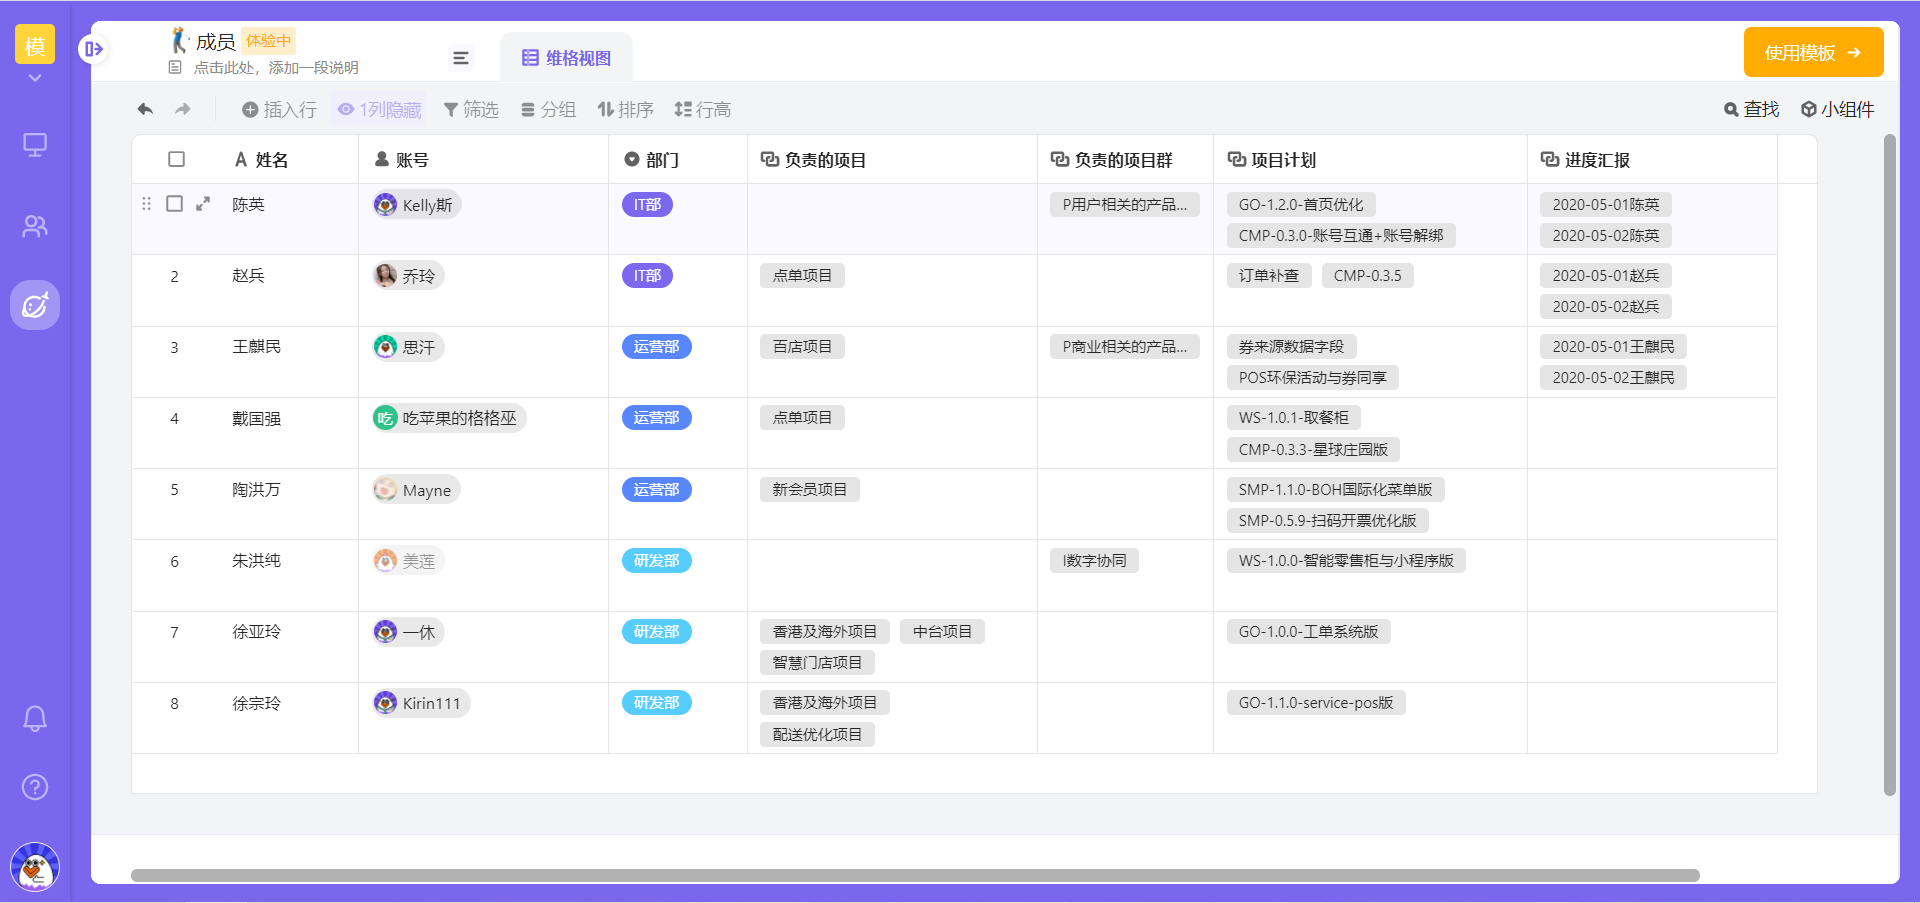 模
成员 体验中
点击此处，添加一段说明
维格视图
使用模板
插入行 1列隐藏 筛选 分组 排序 行高 查找 小组件
姓名 账号 部门 负责的项目 负责的项目群 项目计划 进度汇报
陈英 Kelly斯 IT部 P用户相关的产品... GO-1.2.0-首页优化 2020-05-01陈英
CMP-0.3.0-账号互通+账号解绑 2020-05-02陈英
2 赵兵 乔玲 IT部 点单项目 订单补查 CMP-0.3.5 2020-05-01赵兵
2020-05-02赵兵
3 王麒民 思汗 运营部 百店项目 P商业相关的产品... 券来源数据字段 2020-05-01王麒民
POS环保活动与券同享 2020-05-02王麒民
4 戴国强 吃 吃苹果的格格巫 运营部 点单项目 WS-1.0.1-取餐柜
CMP-0.3.3-星球庄园版
5 陶洪万 Mayne 运营部 新会员项目 SMP-1.1.0-BOH国际化菜单版
SMP-0.5.9-扫码开票优化版
6 朱洪纯 美莲 研发部 I数字协同 WS-1.0.0-智能零售柜与小程序版
7 徐亚玲 一休 研发部 香港及海外项目 中台项目 GO-1.0.0-工单系统版
智慧门店项目
8 徐宗玲 Kirin111 研发部 香港及海外项目 GO-1.1.0-service-pos版
配送优化项目